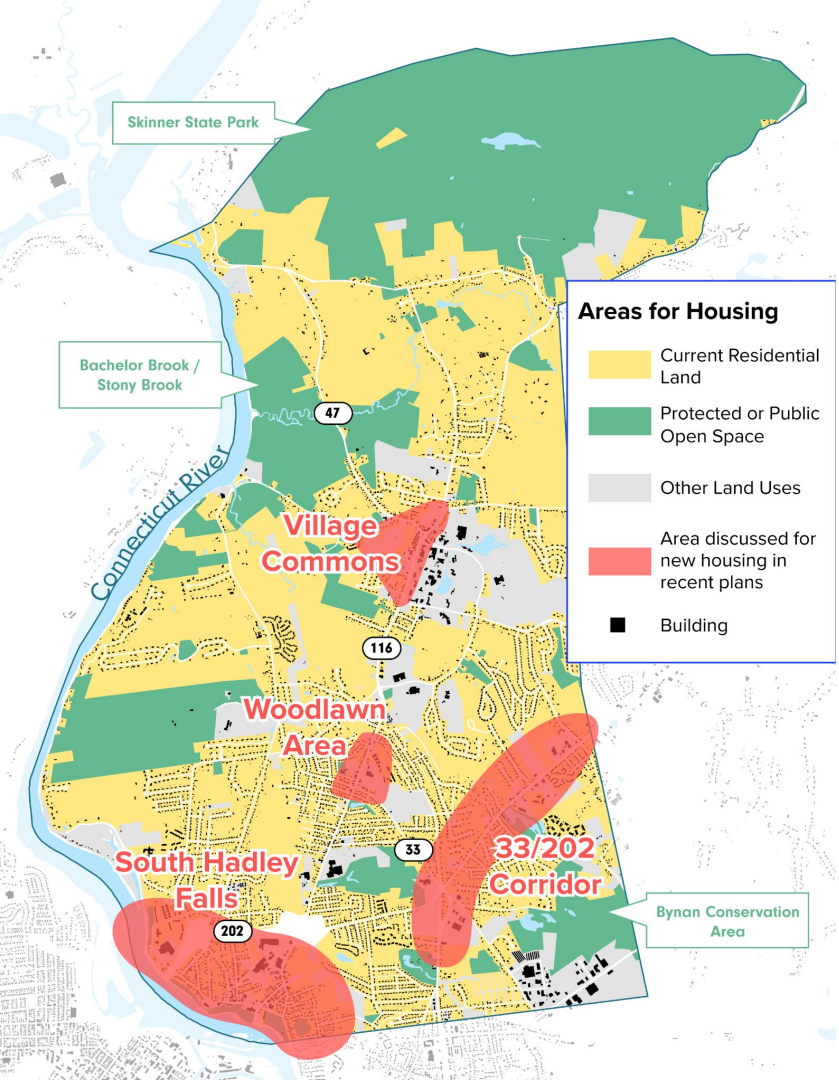 Skinner State Park
Areas for Housing
Current Residential
Land
Protected or Public
Open Space
Other Land Uses
Area discussed for
new housing in
recent plans
Building
Bachelor Brook /
Stony Brook
47
Connecticut River
Village
Commons
116
Woodlawn
Area
33
33/202
Corridor
South Hadley
Falls
202
Bynan Conservation
Area